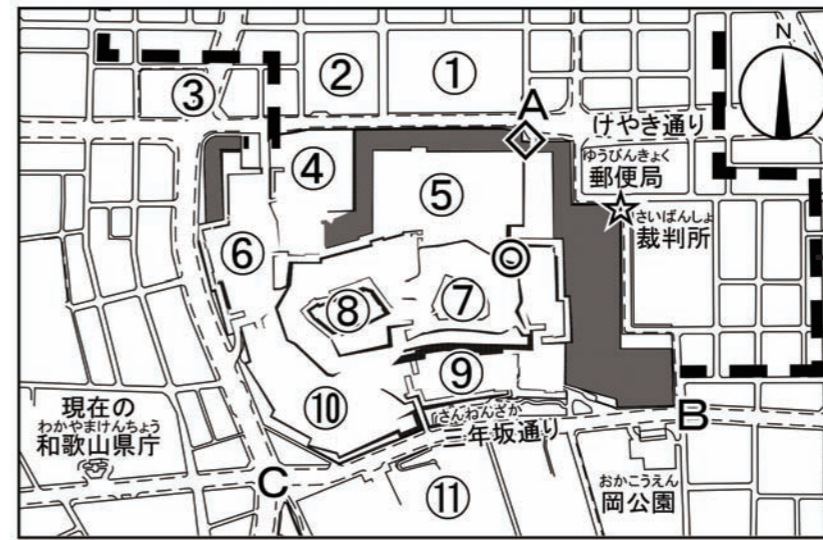 N
②
①
③
A
けやき通り
ゆうびんきょく
郵便局
さいばんしょ
裁判所
④
⑤
⑥
⑧
⑦
⑨
⑩
現在の
わかやまけんちょう
和歌山県庁
さんねんざか
三年坂通り
B
C
⑪
おかこうえん
岡公園